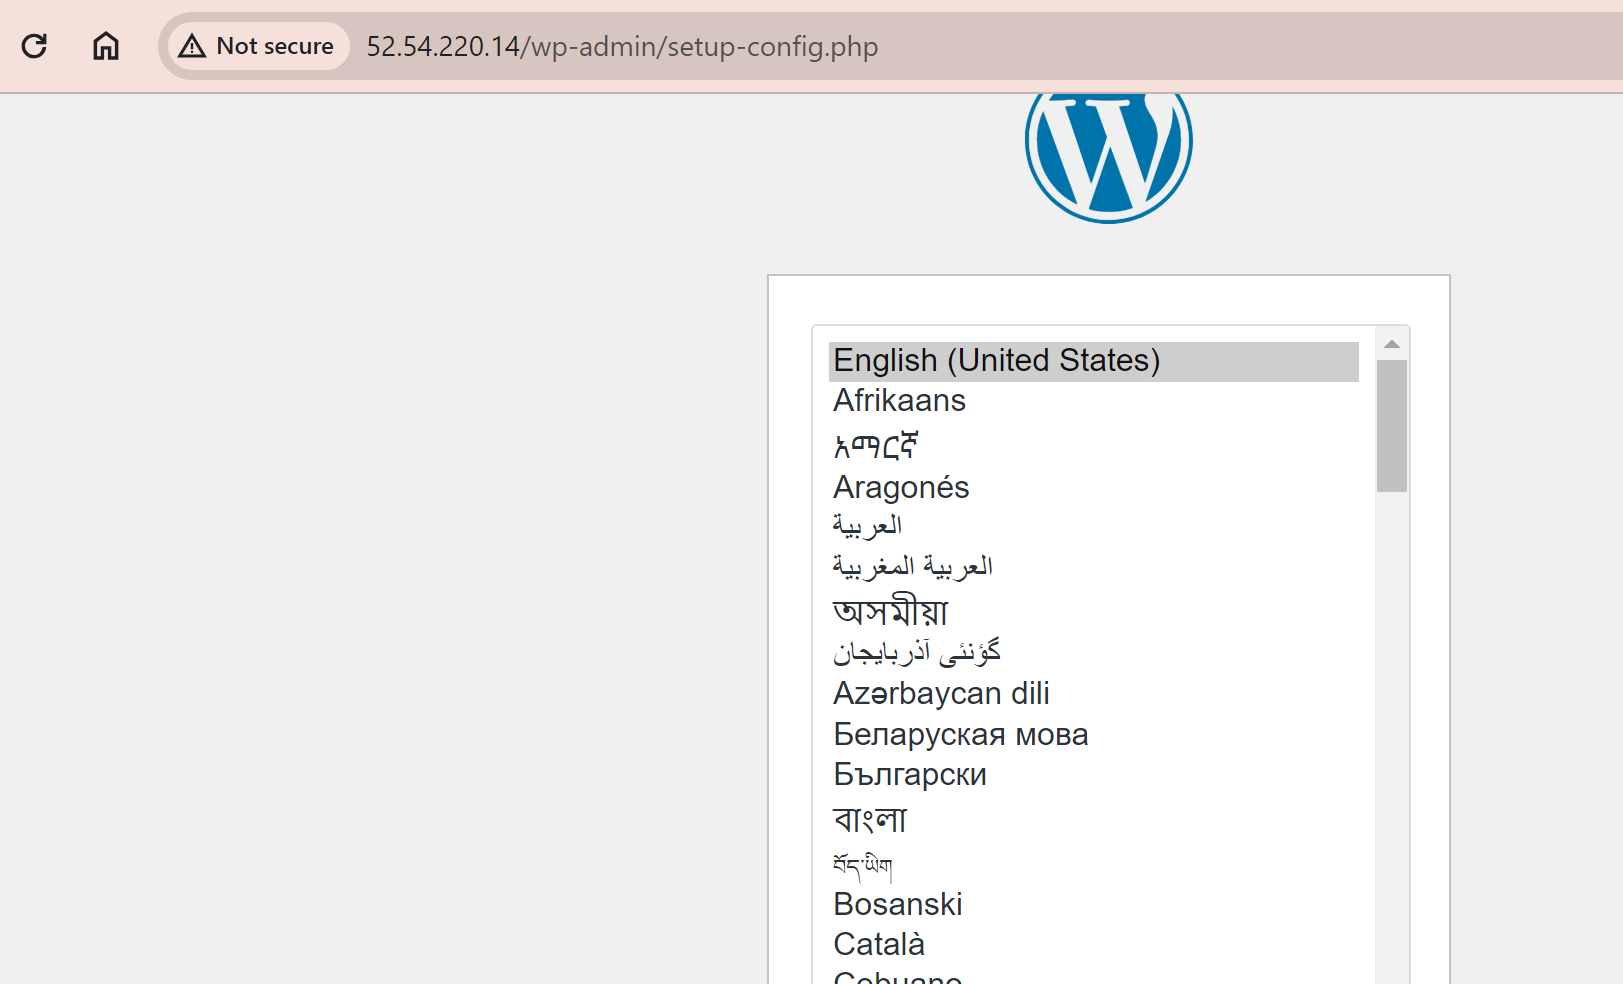 Not secure 52.54.220.14/wp-admin/setup-config.php
English (United States)
Afrikaans
አማርኛ
Aragonés
العربية
العربية المغربية
অসমীয়া
گؤنئی آذربایجان
Azərbaycan dili
Беларуская мова
Български
বাংলা
བོད་ཡིག
Bosanski
Català
Cebuano